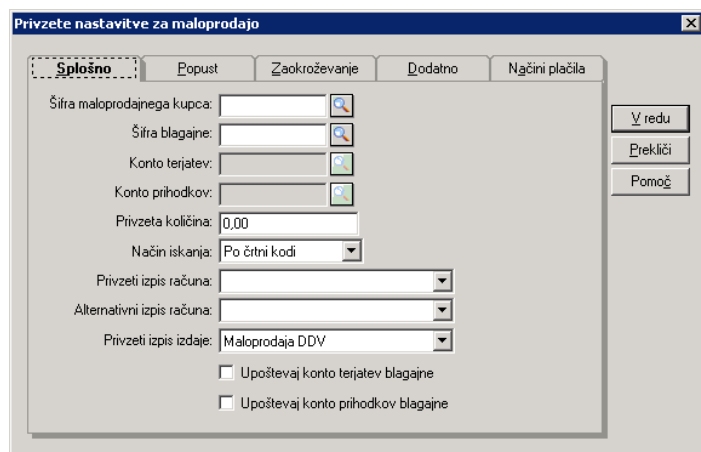 Privzete nastavitve za maloprodajo
Splošno Popust Zaokroževanje Dodatno Načini plačila
Šifra maloprodajnega kupca:
Šifra blagajne:
Konto terjatev:
Konto prihodkov:
Privzeta količina: 0,00
Način iskanja: Po črtni kodi
Privzeti izpis računa:
Alternativni izpis računa:
Privzeti izpis izdaje: Maloprodaja DDV
Upoštevaj konto terjatev blagajne
Upoštevaj konto prihodkov blagajne
V redu
Prekliči
Pomoč